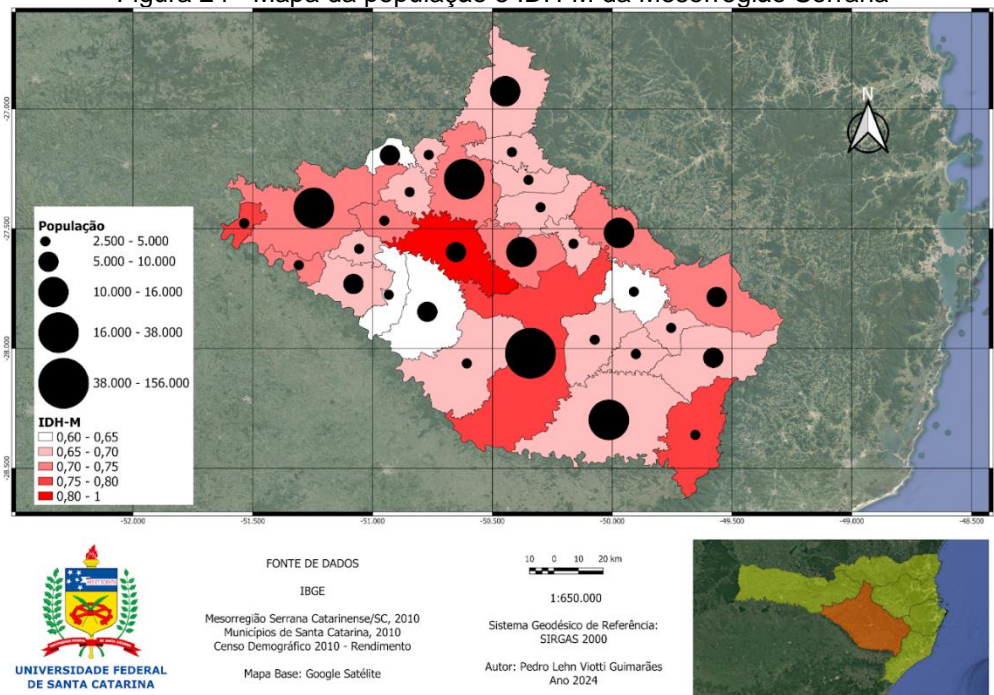 Figura 24 - Mapa da população e IDH-M da Mesorregião Serrana
N
-27.000
-27.500
-28.000
-28.500
População
2.500 - 5.000
5.000 - 10.000
10.000 - 16.000
16.000 - 38.000
38.000 - 156.000
IDH-M
0,60 - 0,65
0,65 - 0,70
0,70 - 0,75
0,75 - 0,80
0,80 - 1
-52.000 -51.500 -51.000 -50.500 -50.000 -49.500 -49.000 -48.500
UNIVERSIDADE FEDERAL
DE SANTA CATARINA
FONTE DE DADOS
IBGE
Mesorregião Serrana Catarinense/SC, 2010
Municípios de Santa Catarina, 2010
Censo Demográfico 2010 - Rendimento
Mapa Base: Google Satélite
10 0 10 20 km
1:650.000
Sistema Geodésico de Referência:
SIRGAS 2000
Autor: Pedro Lehn Viotti Guimarães
Ano 2024